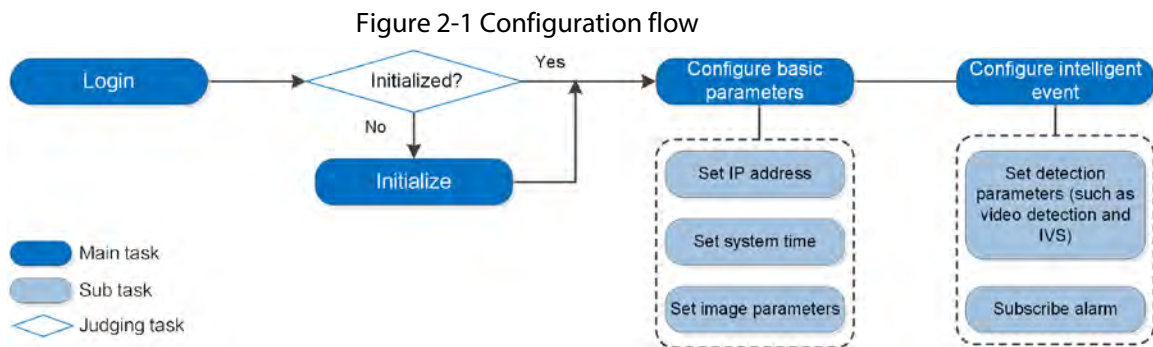 Figure 2-1 Configuration flow
Login
Initialized?
Yes
No
Initialize
Configure basic
parameters
Set IP address
Set system time
Set image parameters
Configure intelligent
event
Set detection
parameters (such as
video detection and
IVS)
Subscribe alarm
Main task
Sub task
Judging task